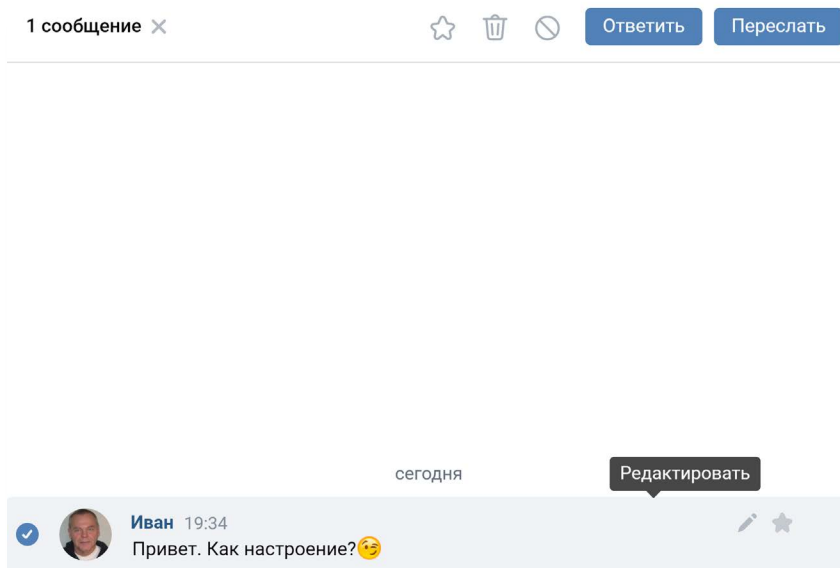 1 сообщение
Ответить
Переслать
сегодня
Редактировать
Иван 19:34
Привет. Как настроение?😏